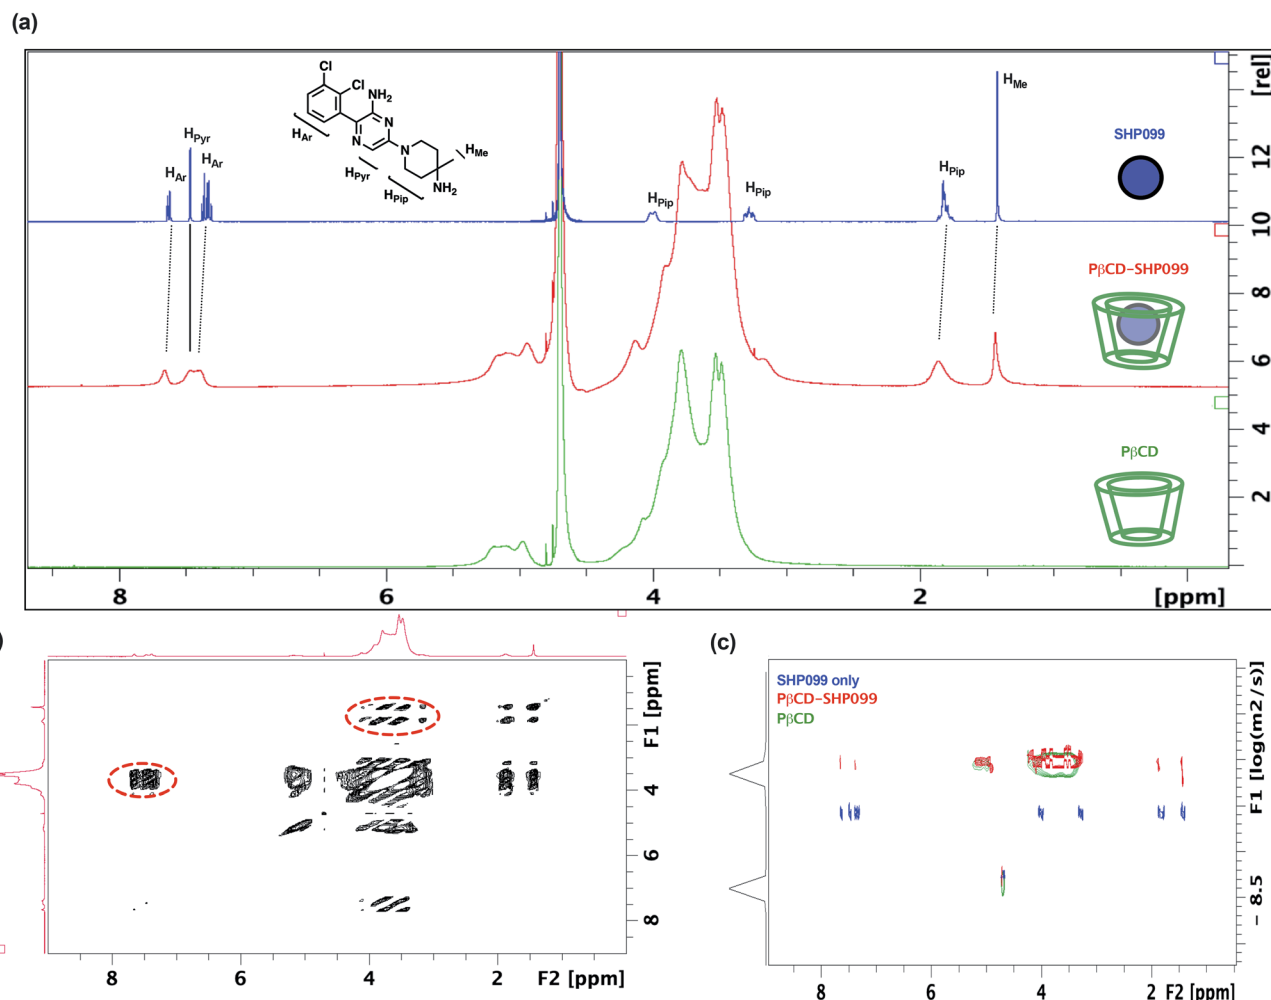 (a)
Cl
Cl
NH2
N
N
N
NH2
HAr
HPyr
HPip
HMe
HAr
HPyr
HAr
HPip
HPip
HPip
HMe
SHP099
PβCD-SHP099
PβCD
[rel]
12
10
8
6
4
2
8
6
4
2
[ppm]
)
F1 [ppm]
4
6
8
8
6
4
2
F2 [ppm]
(c)
SHP099 only
PβCD-SHP099
PβCD
F1 [log(m2/s)]
- 8.5
8
6
4
2
F2 [ppm]